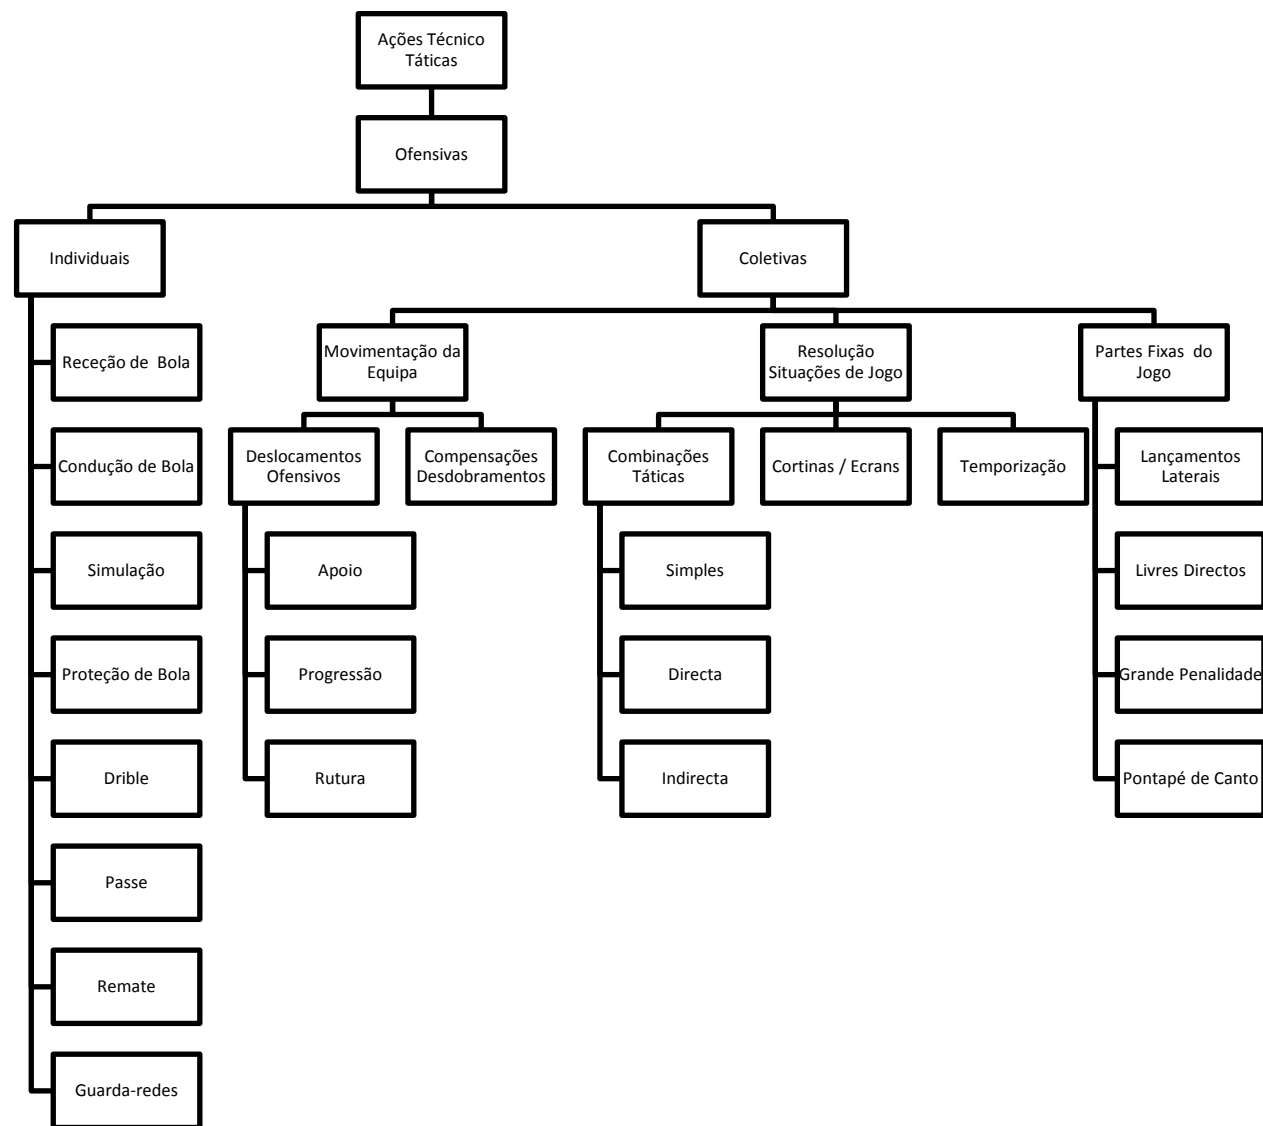 Ações Técnico
Táticas
Ofensivas
Individuais
Coletivas
Receção de Bola
Condução de Bola
Simulação
Proteção de Bola
Drible
Passe
Remate
Guarda-redes
Movimentação da
Equipa
Deslocamentos
Ofensivos
Apoio
Progressão
Rutura
Compensações
Desdobramentos
Resolução
Situações de Jogo
Combinações
Táticas
Simples
Directa
Indirecta
Cortinas / Ecrans
Temporização
Partes Fixas do
Jogo
Lançamentos
Laterais
Livres Directos
Grande Penalidade
Pontapé de Canto